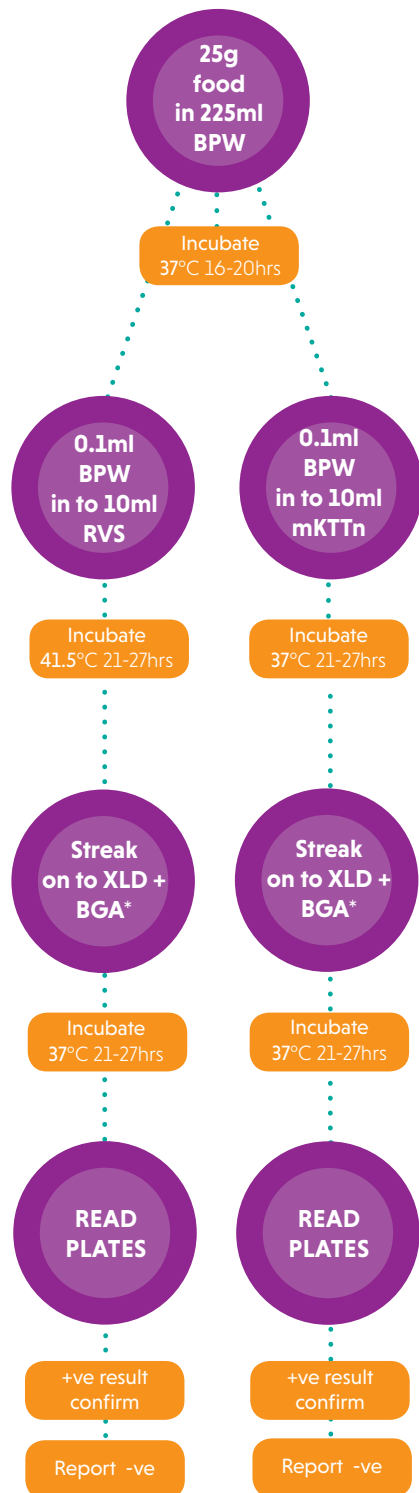 25g
food
in 225ml
BPW
Incubate
37°C 16-20hrs
0.1ml
BPW
in to 10ml
RVS
0.1ml
BPW
in to 10ml
mKTTn
Incubate
41.5°C 21-27hrs
Incubate
37°C 21-27hrs
Streak
on to XLD +
BGA*
Streak
on to XLD +
BGA*
Incubate
37°C 21-27hrs
Incubate
37°C 21-27hrs
READ
PLATES
READ
PLATES
+ve result
confirm
+ve result
confirm
Report -ve
Report -ve